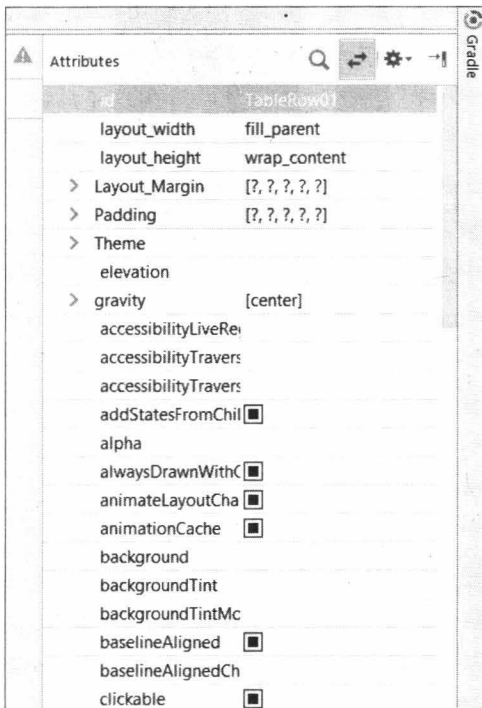 Gradle
Attributes
id TableRow01
layout_width fill_parent
layout_height wrap_content
Layout_Margin [?, ?, ?, ?, ?]
Padding [?, ?, ?, ?, ?]
Theme
elevation
gravity [center]
accessibilityLiveRe
accessibilityTravers
accessibilityTravers
addStatesFromChil
alpha
alwaysDrawnWithC
animateLayoutCha
animationCache
background
backgroundTint
backgroundTintMc
baselineAligned
baselineAlignedCh
clickable